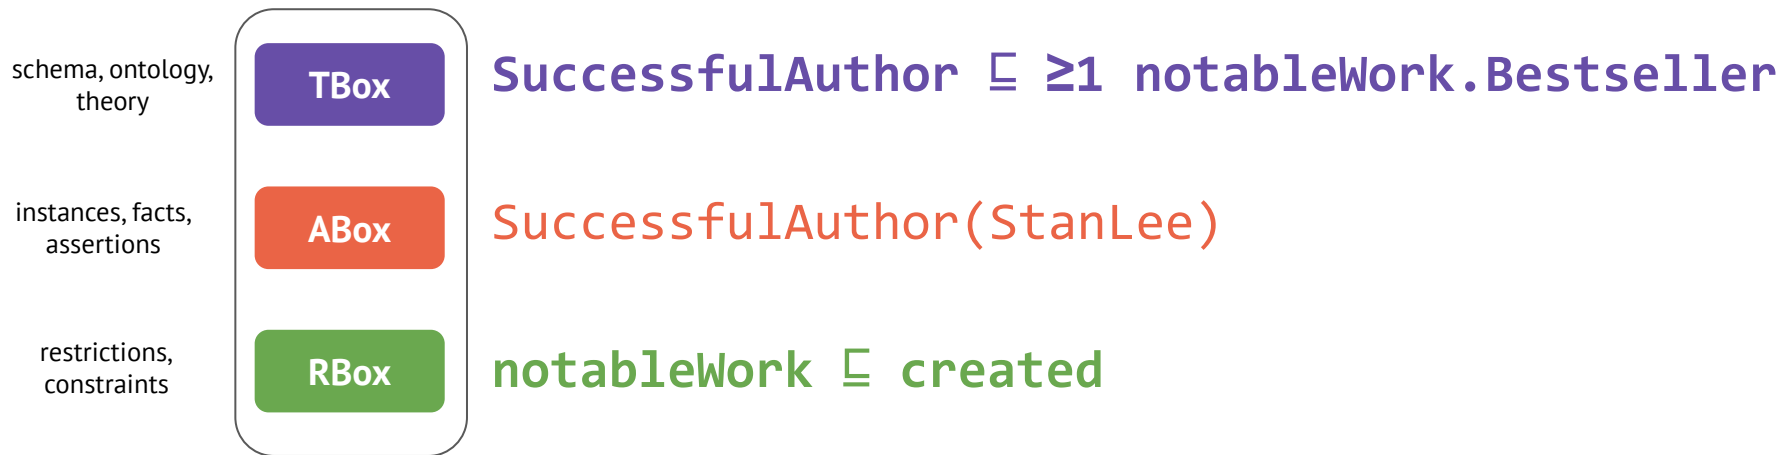 schema, ontology,
theory
TBox
SuccessfulAuthor ⊑ ≥1 notableWork.Bestseller
instances, facts,
assertions
ABox
SuccessfulAuthor(StanLee)
restrictions,
constraints
RBox
notableWork ⊑ created